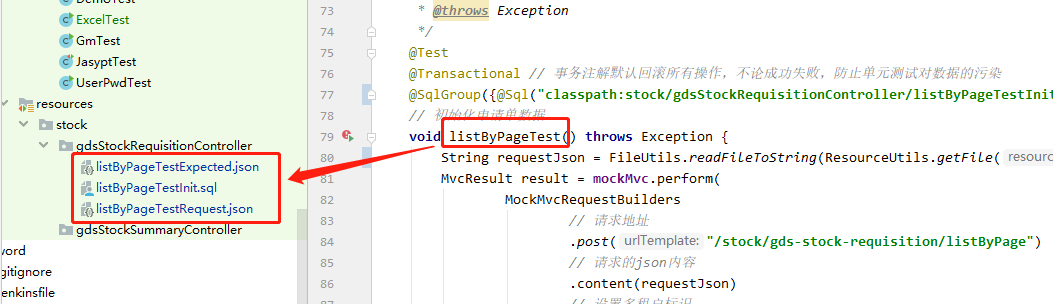 DemoTest
ExcelTest
GmTest
JasyptTest
UserPwdTest
resources
stock
gdsStockRequisitionController
listByPageTestExpected.json
listByPageTestInit.sql
listByPageTestRequest.json
gdsStockSummaryController
word
gitignore
enkinsfile
73 * @throws Exception
74 */
75 @Test
76 @Transactional // 事务注解默认回滚所有操作，不论成功失败，防止单元测试对数据的污染
77 @SqlGroup({@Sql("classpath:stock/gdsStockRequisitionController/listByPageTestInit
78 // 初始化申请单数据
79 void listByPageTest() throws Exception {
80 String requestJson = FileUtils.readFileToString(ResourceUtils.getFile( resource
81 MvcResult result = mockMvc.perform(
82 MockMvcRequestBuilders
83 // 请求地址
84 .post( urlTemplate: "/stock/gds-stock-requisition/listByPage")
85 // 请求的json内容
86 .content(requestJson)
87 // 设置多租户标识